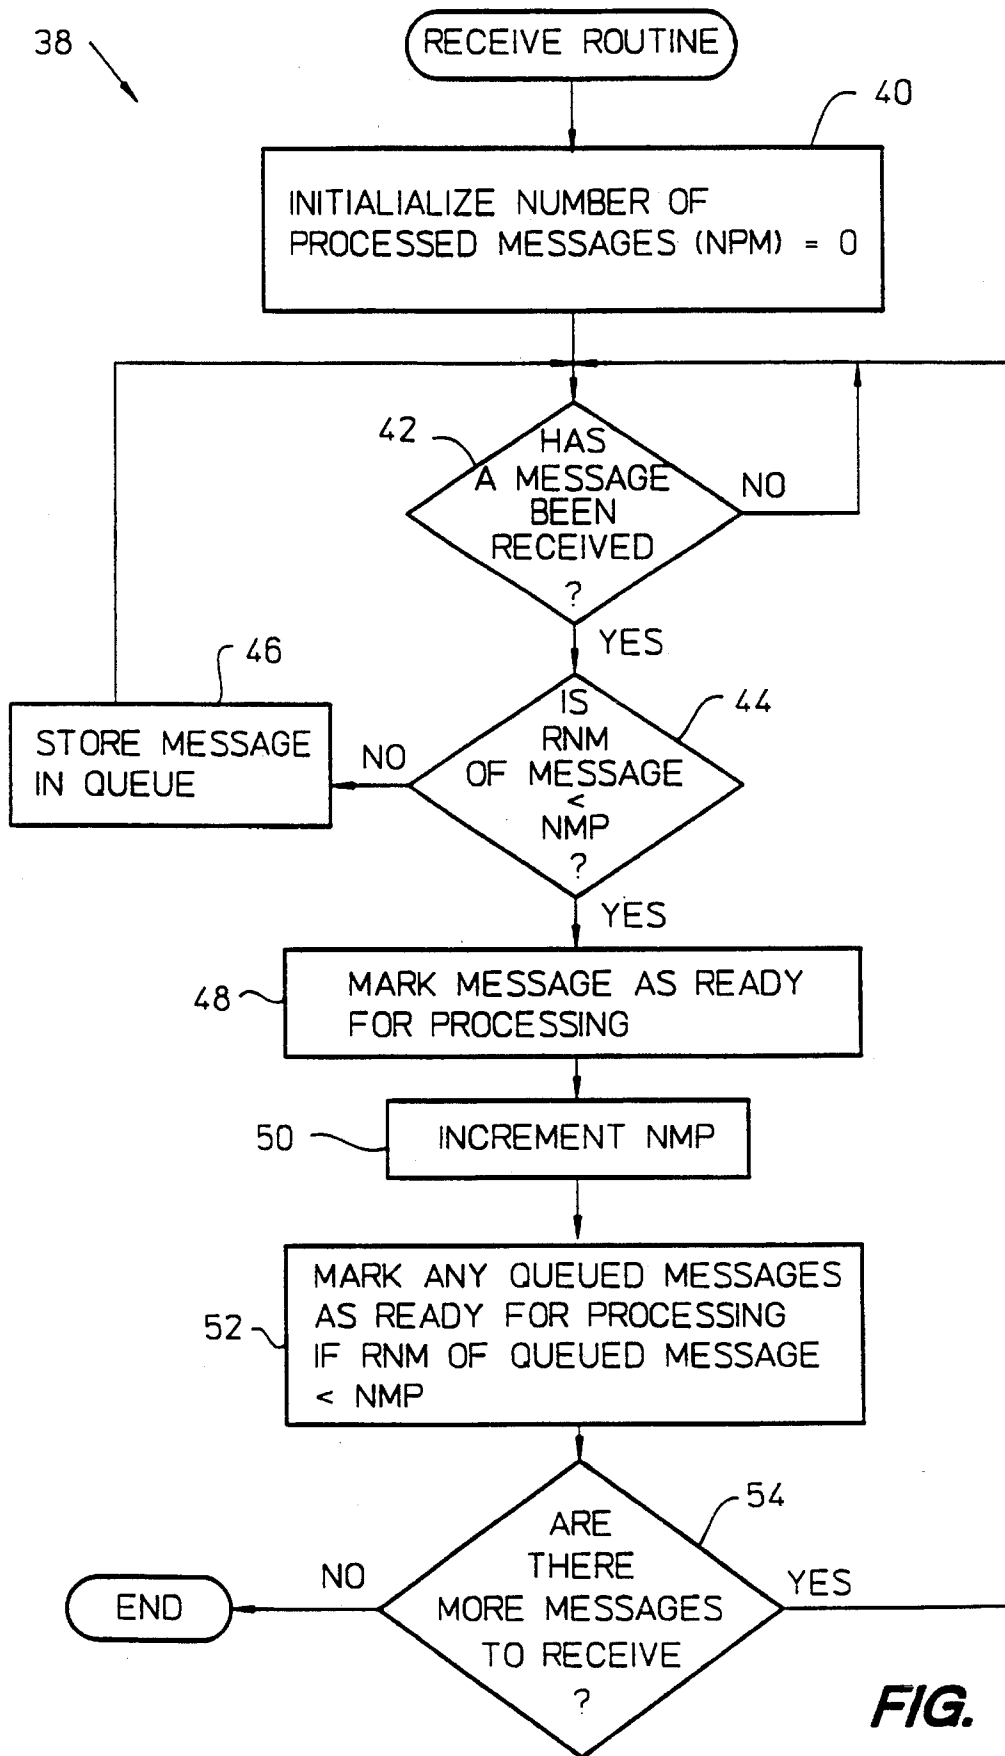 38
RECEIVE ROUTINE
40
INITIALIALIZE NUMBER OF
PROCESSED MESSAGES (NPM) = 0
42
HAS
A MESSAGE
BEEN
RECEIVED
?
NO
YES
46
STORE MESSAGE
IN QUEUE
NO
IS
RNM
OF MESSAGE
<
NMP
?
44
YES
48
MARK MESSAGE AS READY
FOR PROCESSING
50
INCREMENT NMP
52
MARK ANY QUEUED MESSAGES
AS READY FOR PROCESSING
IF RNM OF QUEUED MESSAGE
< NMP
54
ARE
THERE
MORE MESSAGES
TO RECEIVE
?
NO
YES
END
FIG.